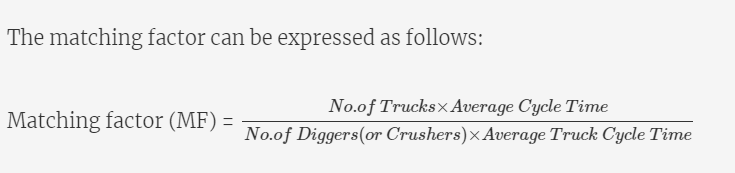 The matching factor can be expressed as follows:
Matching factor (MF) = No.of Trucks×Average Cycle Time
No.of Diggers(or Crushers)×Average Truck Cycle Time